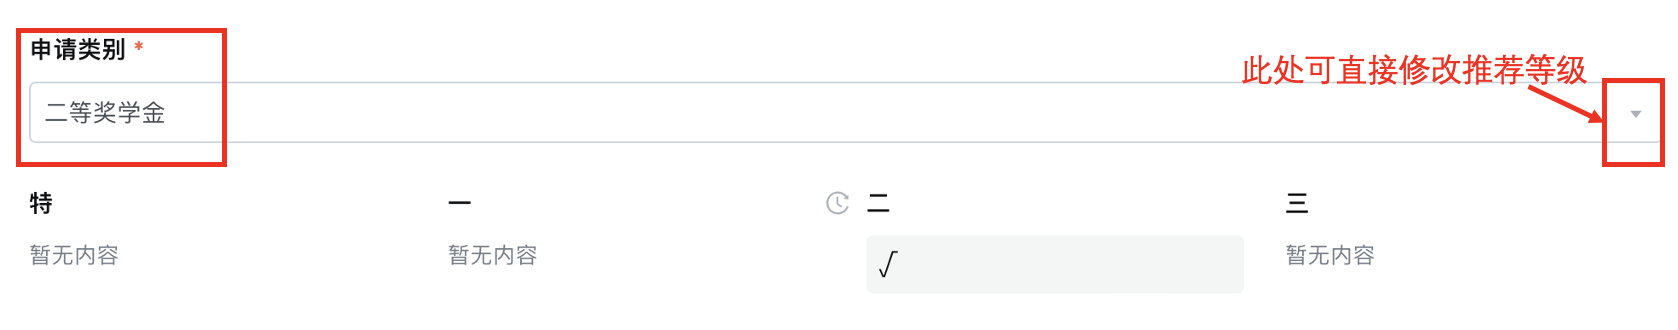 申请类别 *
此处可直接修改推荐等级
二等奖学金
特 一 二 三
暂无内容 暂无内容 √ 暂无内容